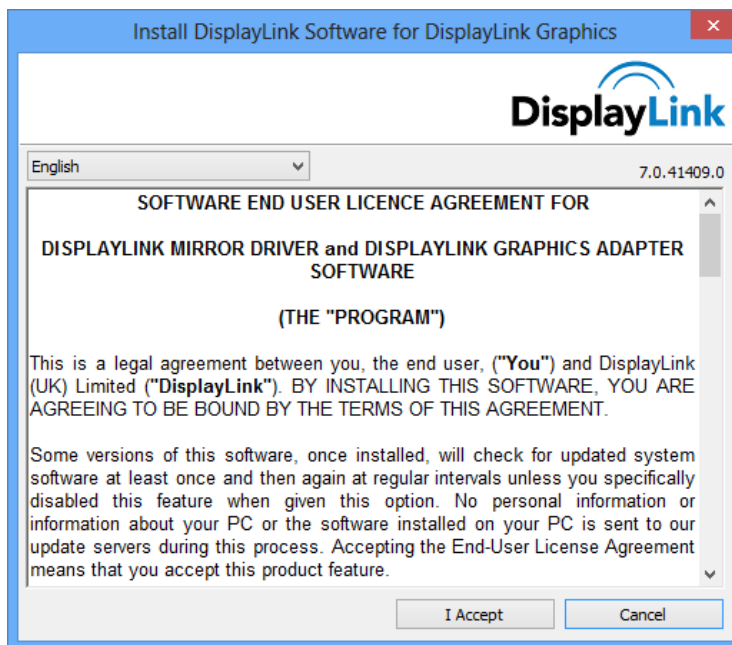 Install DisplayLink Software for DisplayLink Graphics
DisplayLink
English
7.0.41409.0
SOFTWARE END USER LICENCE AGREEMENT FOR
DISPLAYLINK MIRROR DRIVER and DISPLAYLINK GRAPHICS ADAPTER
SOFTWARE
(THE "PROGRAM")
This is a legal agreement between you, the end user, ("You") and DisplayLink
(UK) Limited ("DisplayLink"). BY INSTALLING THIS SOFTWARE, YOU ARE
AGREEING TO BE BOUND BY THE TERMS OF THIS AGREEMENT.
Some versions of this software, once installed, will check for updated system
software at least once and then again at regular intervals unless you specifically
disabled this feature when given this option. No personal information or
information about your PC or the software installed on your PC is sent to our
update servers during this process. Accepting the End-User License Agreement
means that you accept this product feature.
I Accept
Cancel